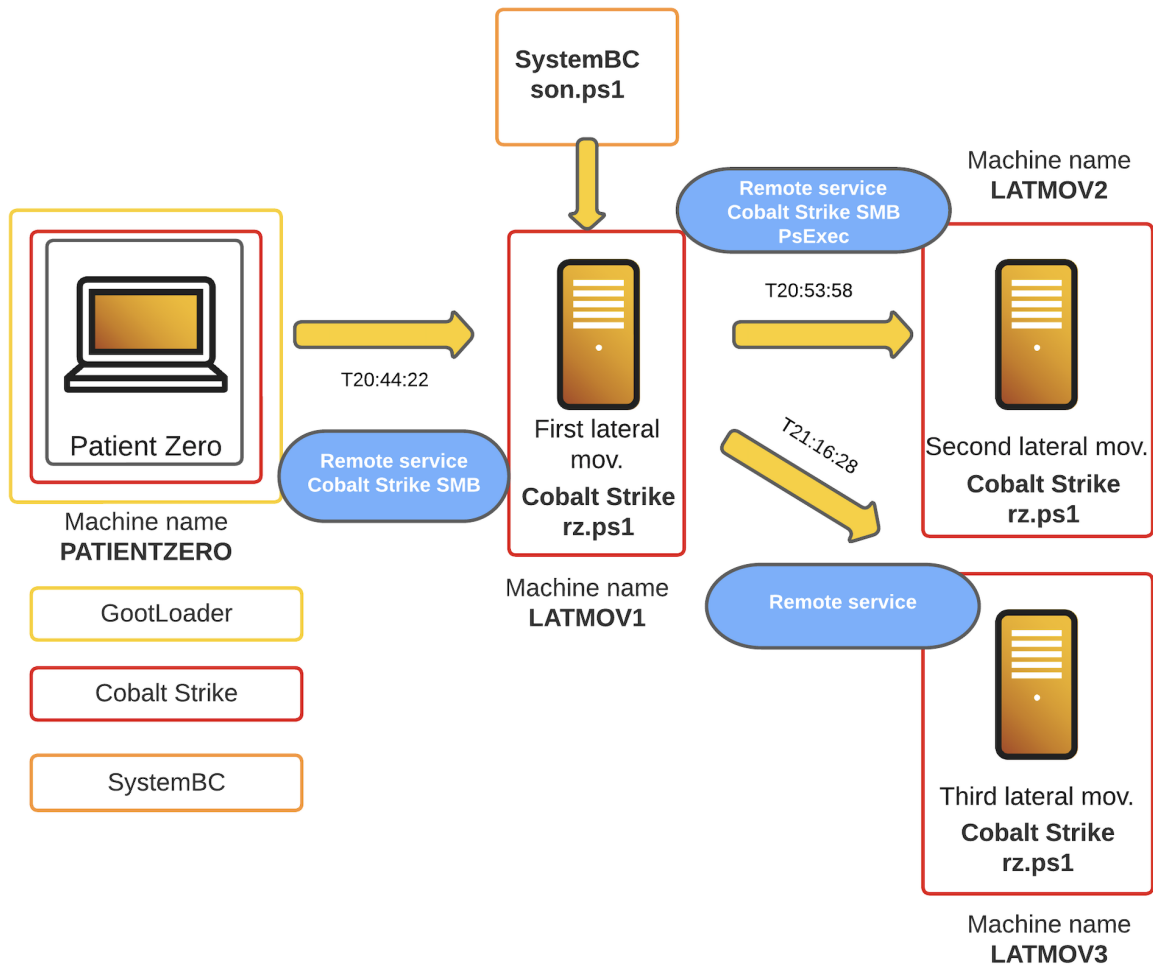 SystemBC
son.ps1
Machine name
LATMOV2
Remote service
Cobalt Strike SMB
PsExec
T20:53:58
T20:44:22
Patient Zero
Remote service
Cobalt Strike SMB
Machine name
PATIENTZERO
First lateral
mov.
Cobalt Strike
rz.ps1
Machine name
LATMOV1
T21:16:28
Second lateral mov.
Cobalt Strike
rz.ps1
Remote service
Third lateral mov.
Cobalt Strike
rz.ps1
Machine name
LATMOV3
GootLoader
Cobalt Strike
SystemBC